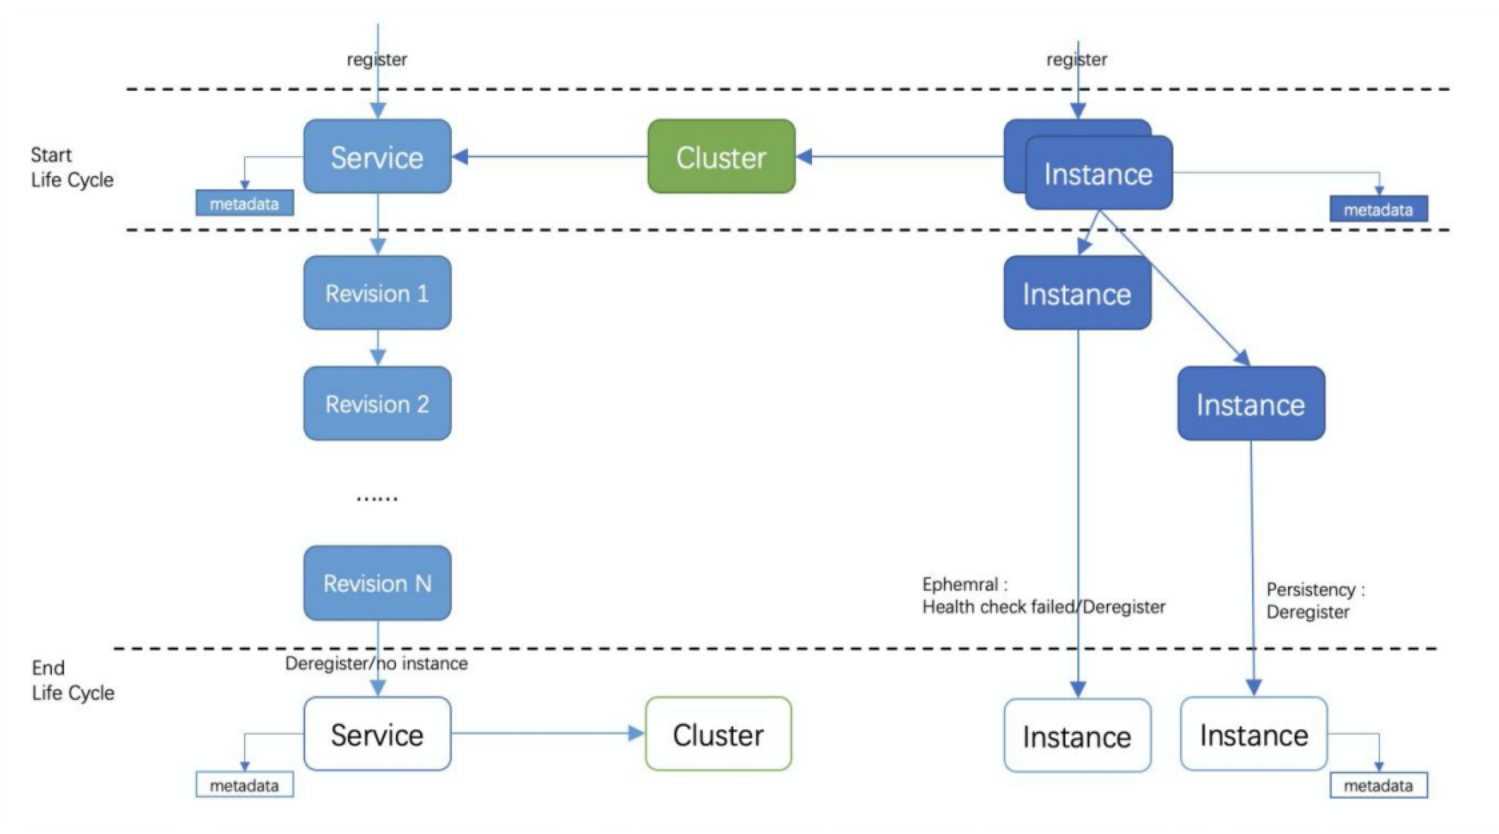 register
register
Start
Life Cycle
Service
Cluster
Instance
metadata
metadata
Revision 1
Instance
Revision 2
Instance
......
Revision N
Ephemral :
Health check failed/Deregister
Persistency :
Deregister
End
Life Cycle
Deregister/no instance
Service
Cluster
Instance
Instance
metadata
metadata